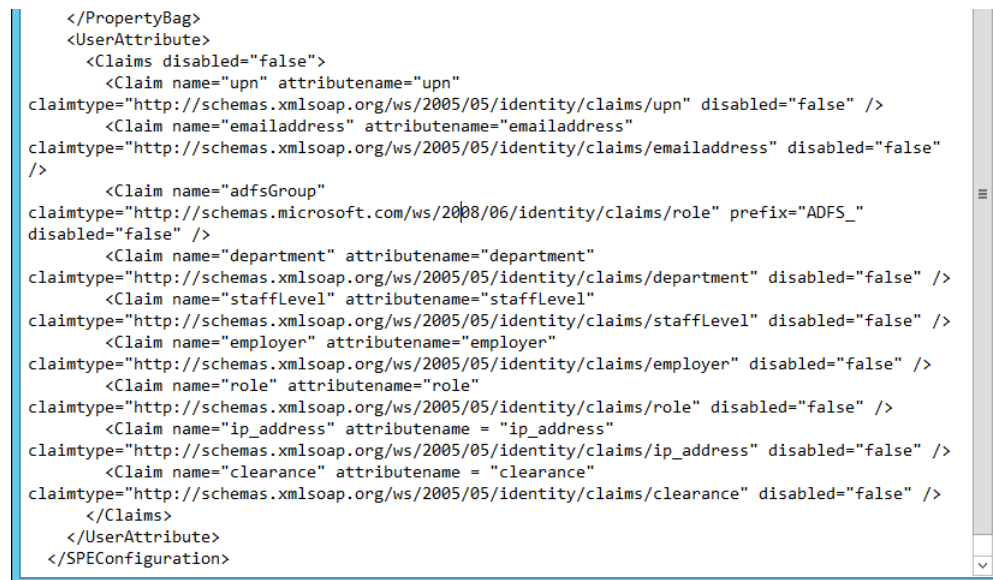 </PropertyBag>
<UserAttribute>
<Claims disabled="false">
<Claim name="upn" attributename="upn"
claimtype="http://schemas.xmlsoap.org/ws/2005/05/identity/claims/upn" disabled="false" />
<Claim name="emailaddress" attributename="emailaddress"
claimtype="http://schemas.xmlsoap.org/ws/2005/05/identity/claims/emailaddress" disabled="false"
/>
<Claim name="adfsGroup"
claimtype="http://schemas.microsoft.com/ws/2008/06/identity/claims/role" prefix="ADFS_"
disabled="false" />
<Claim name="department" attributename="department"
claimtype="http://schemas.xmlsoap.org/ws/2005/05/identity/claims/department" disabled="false" />
<Claim name="staffLevel" attributename="staffLevel"
claimtype="http://schemas.xmlsoap.org/ws/2005/05/identity/claims/staffLevel" disabled="false" />
<Claim name="employer" attributename="employer"
claimtype="http://schemas.xmlsoap.org/ws/2005/05/identity/claims/employer" disabled="false" />
<Claim name="role" attributename="role"
claimtype="http://schemas.xmlsoap.org/ws/2005/05/identity/claims/role" disabled="false" />
<Claim name="ip_address" attributename = "ip_address"
claimtype="http://schemas.xmlsoap.org/ws/2005/05/identity/claims/ip_address" disabled="false" />
<Claim name="clearance" attributename = "clearance"
claimtype="http://schemas.xmlsoap.org/ws/2005/05/identity/claims/clearance" disabled="false" />
</Claims>
</UserAttribute>
</SPEConfiguration>